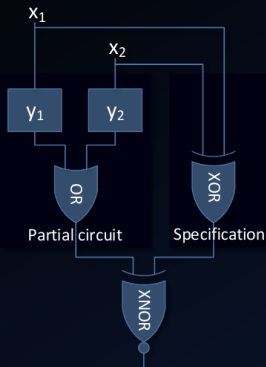 x₁
x₂
y₁
y₂
OR
XOR
Partial circuit
Specification
XNOR